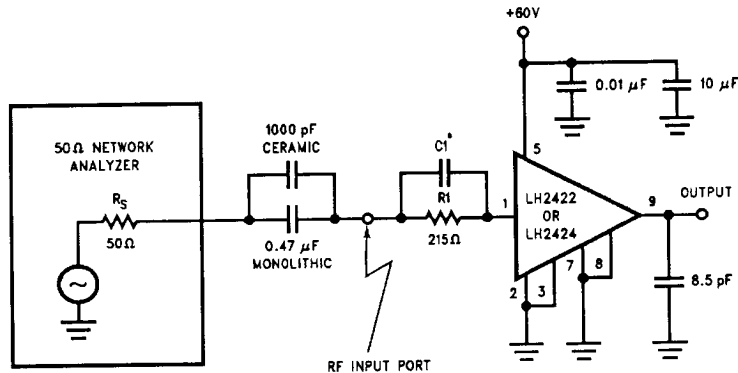 +60V
0.01 μF
10 μF
5
50Ω NETWORK
ANALYZER
RS
50Ω
1000 pF
CERAMIC
0.47 μF
MONOLITHIC
C1*
R1
215Ω
1
LH2422
OR
LH2424
9
OUTPUT
2
3
7
8
8.5 pF
RF INPUT PORT